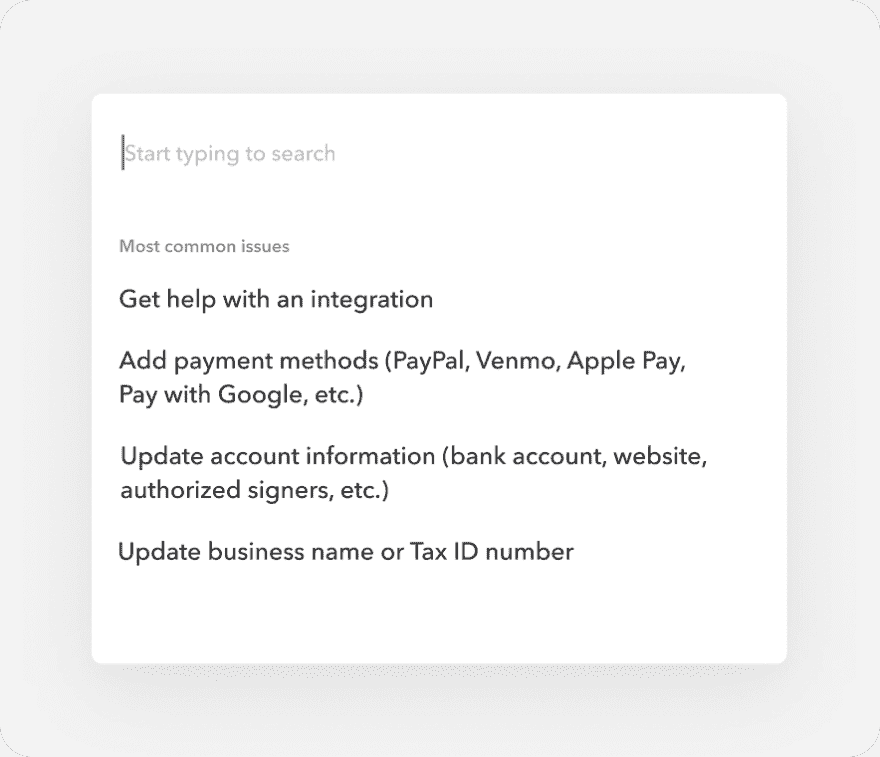 Start typing to search
Most common issues
Get help with an integration
Add payment methods (PayPal, Venmo, Apple Pay,
Pay with Google, etc.)
Update account information (bank account, website,
authorized signers, etc.)
Update business name or Tax ID number